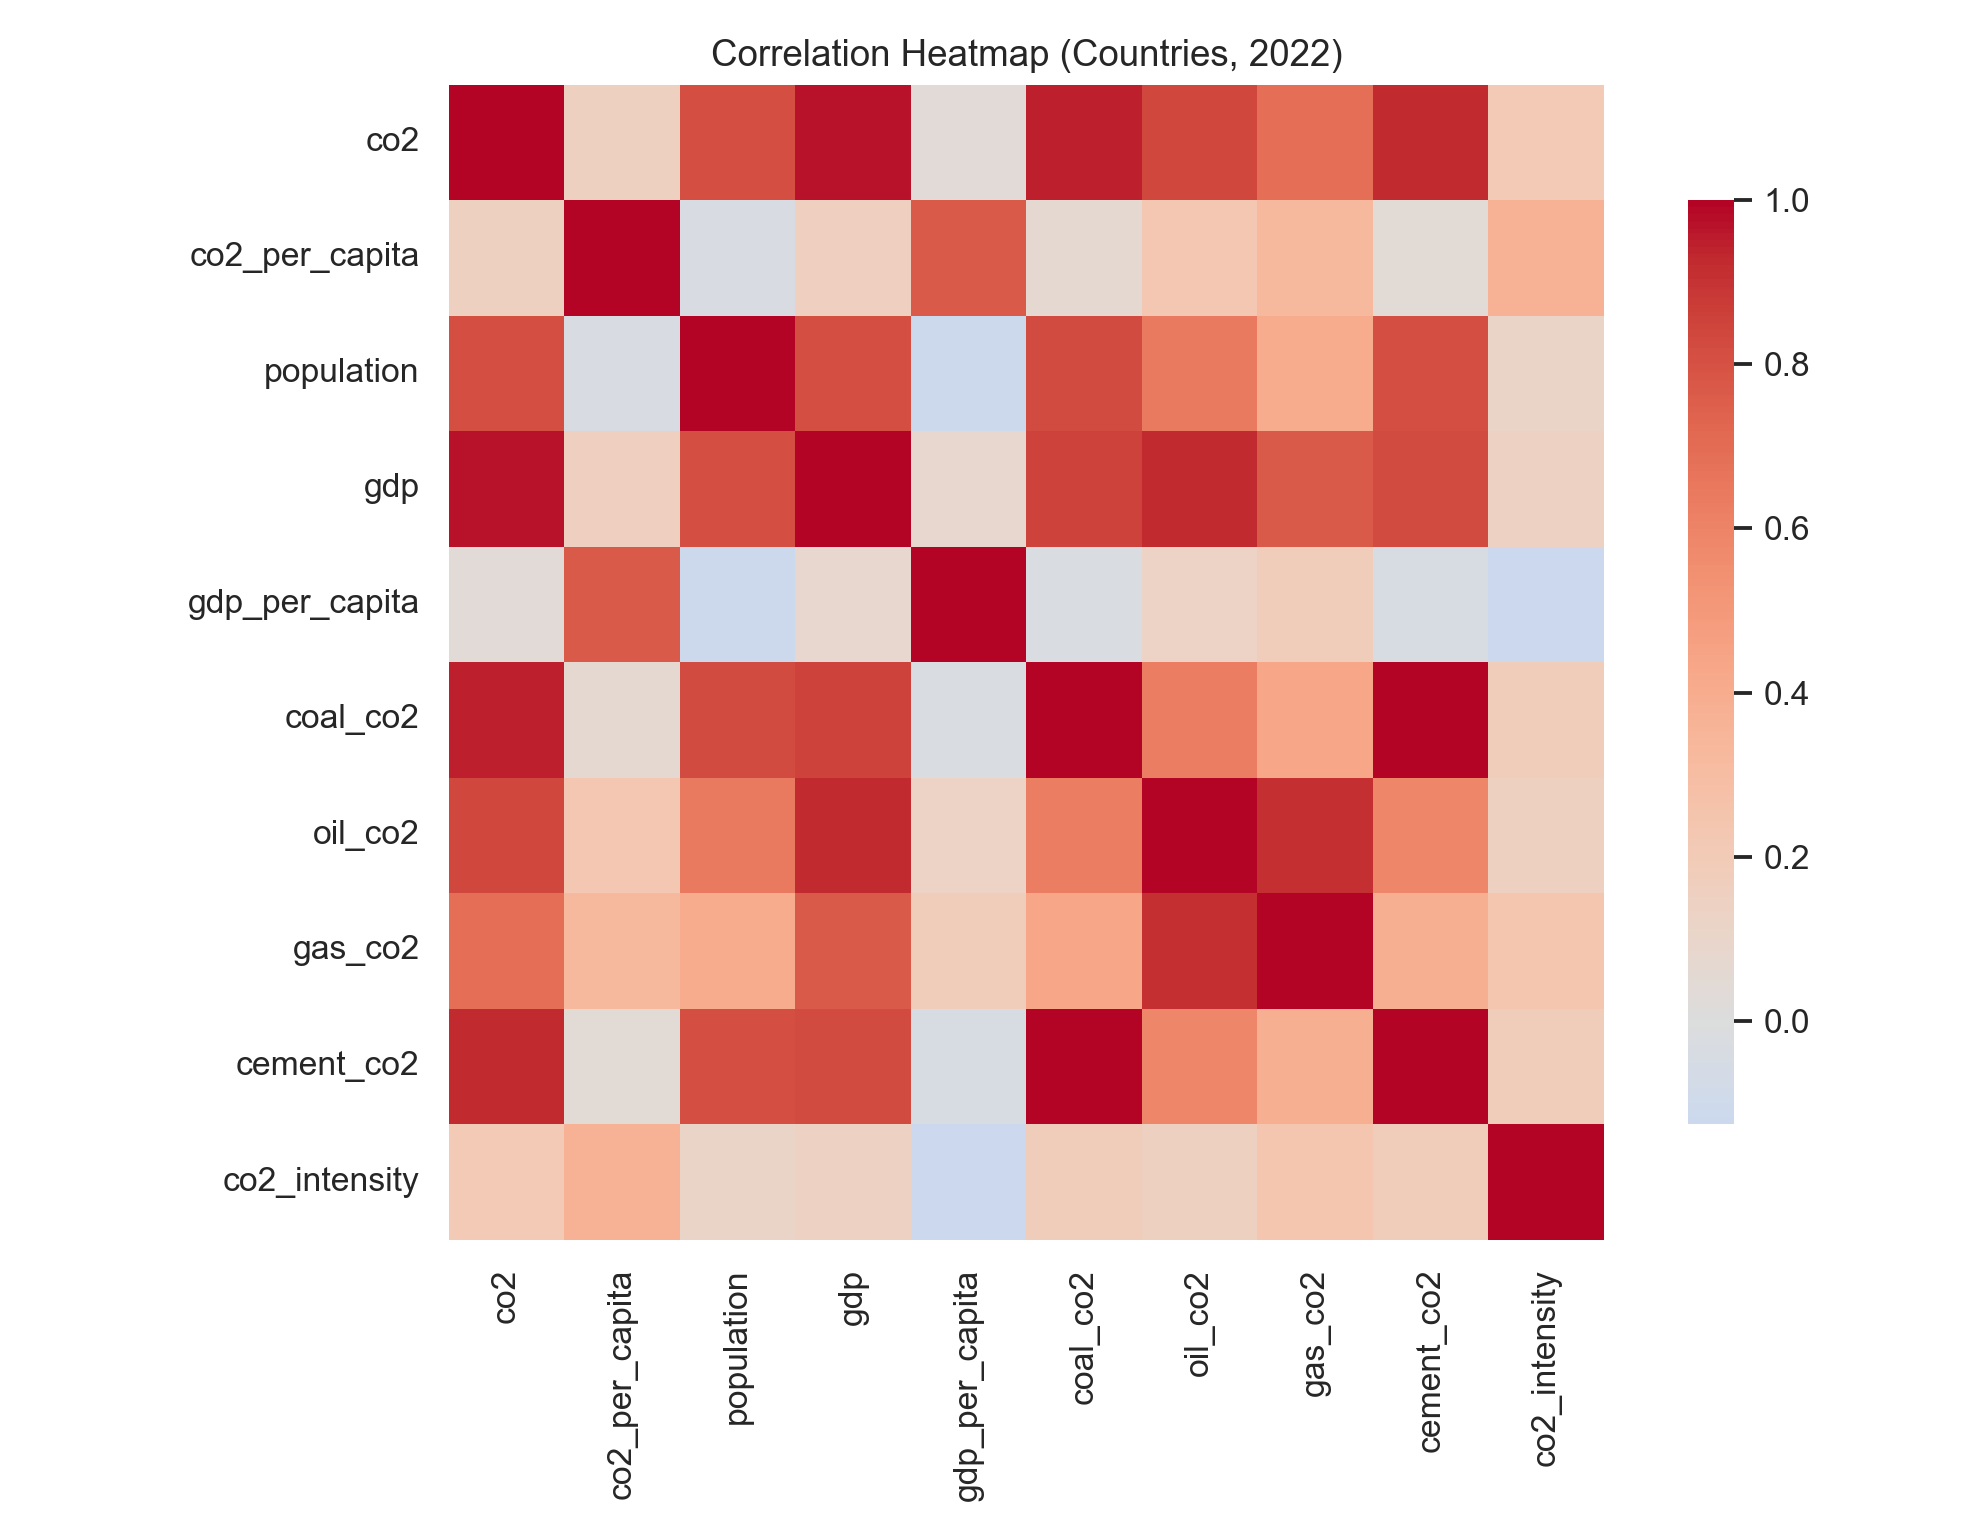 Correlation Heatmap (Countries, 2022)
co2
co2_per_capita
population
gdp
gdp_per_capita
coal_co2
oil_co2
gas_co2
cement_co2
co2_intensity
co2
co2_per_capita
population
gdp
gdp_per_capita
coal_co2
oil_co2
gas_co2
cement_co2
co2_intensity
1.0
0.8
0.6
0.4
0.2
0.0